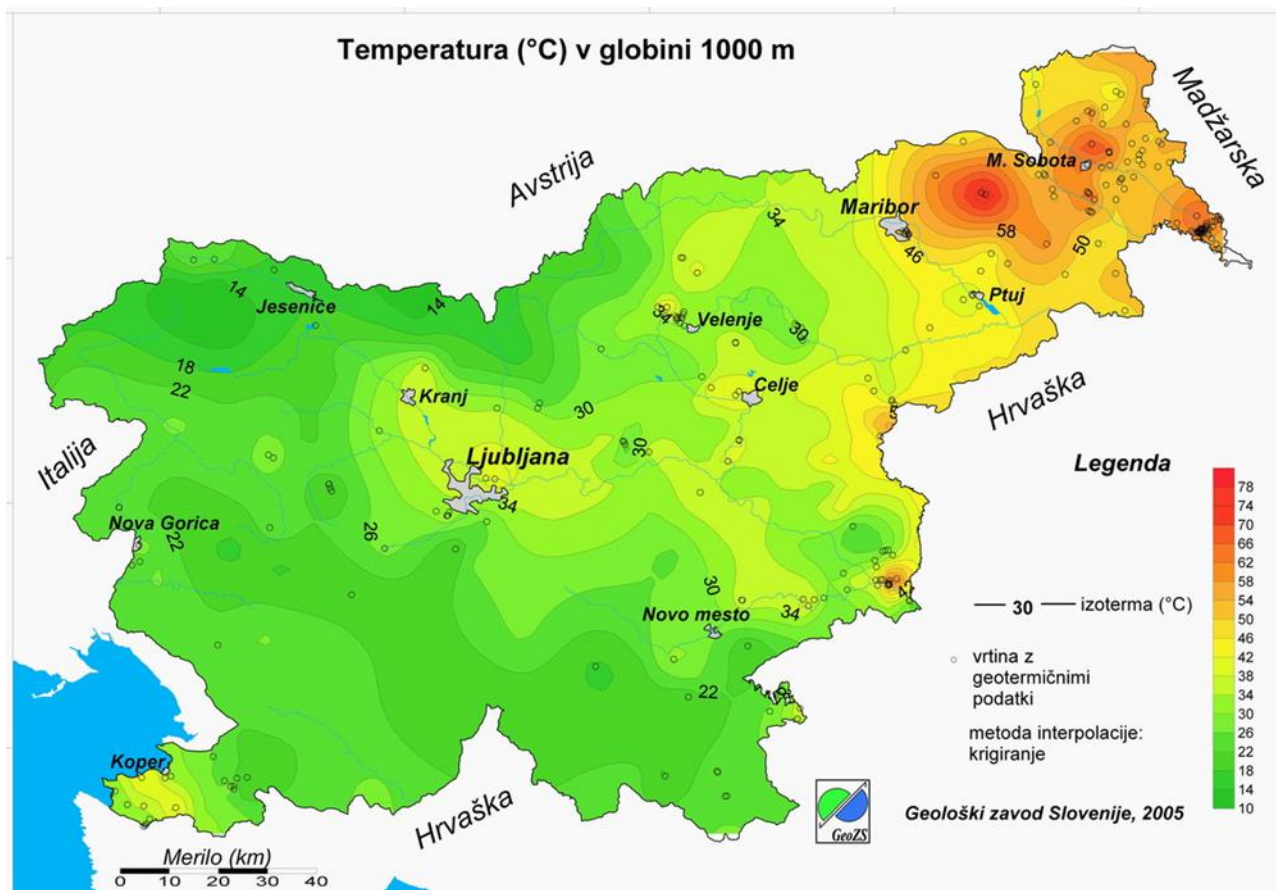 Temperatura (°C) v globini 1000 m
Madžarska
Avstrija
M. Sobota
Maribor
34
58
50
46
14
14
Jesenice
Ptuj
34
Velenje
30
18
22
Kranj
Celje
30
Hrvaška
Italija
30
Ljubljana
Legenda
34
Nova Gorica
22
26
30
42
34
Novo mesto
22
Koper
Hrvaška
30
izoterma (°C)
vrtina z
geotermičnimi
podatki
metoda interpolacije:
krigiranje
78
74
70
66
62
58
54
50
46
42
38
34
30
26
22
18
14
10
GeoZS
Geološki zavod Slovenije, 2005
Merilo (km)
0 10 20 30 40